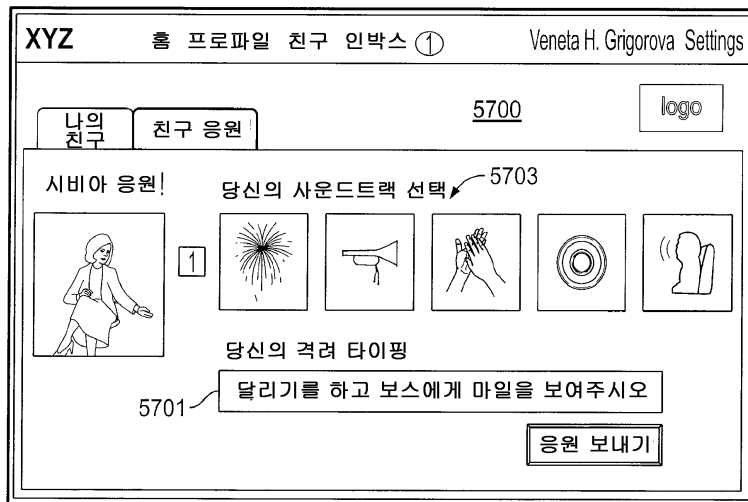 XYZ 홈 프로파일 친구 인박스 ① Veneta H. Grigorova Settings
5700 logo
나의 친구 친구 응원
시비아 응원! 당신의 사운드트랙 선택 5703
1
당신의 격려 타이핑
5701 달리기를 하고 보스에게 마일을 보여주시오
응원 보내기